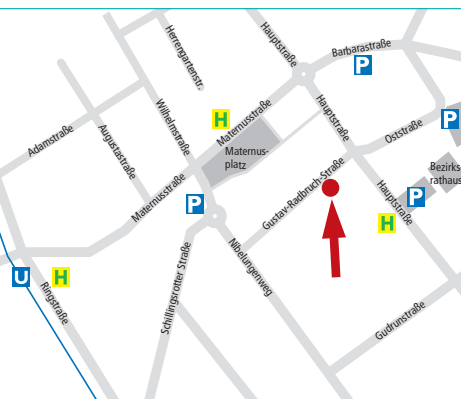 Hauptstraße
Herrengartenstr.
Barbarastraße
P
Wilhelmstraße
H
Maternusstraße
Hauptstraße
P
Adamstraße
Augustastraße
Maternus-
platz
Oststraße
Bezirks-
rathaus
Gustav-Radbruch-Straße
Maternusstraße
P
Hauptstraße
P
H
Schillingsrotter Straße
Nibelungenweg
U
H
Ringstraße
Gudrunstraße